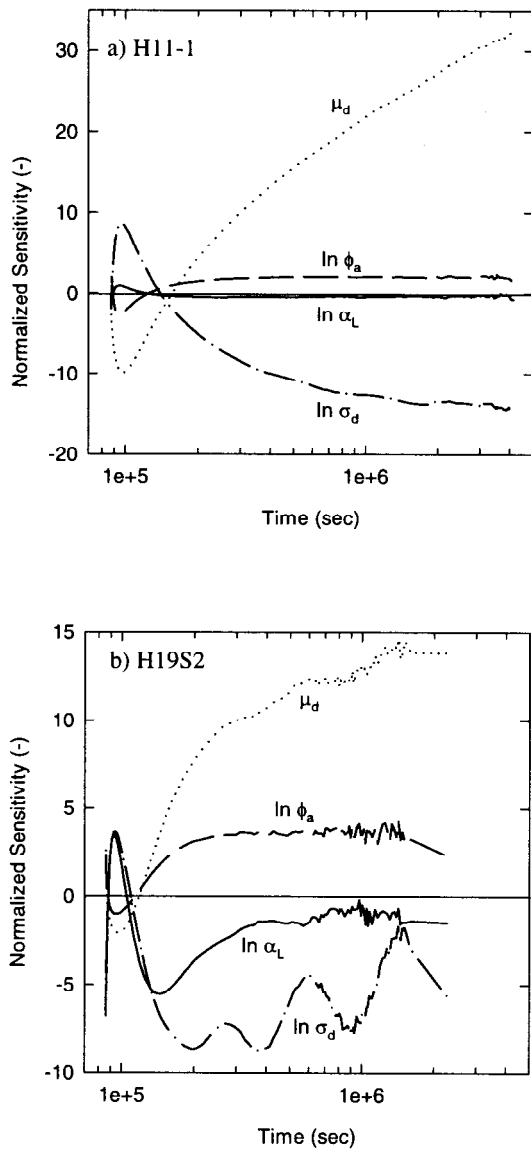 a) H11-1
30
20
10
0
-10
-20
Normalized Sensitivity (-)
μd
ln ϕa
ln αL
ln σd
1e+5
1e+6
Time (sec)
b) H19S2
15
10
5
0
-5
-10
Normalized Sensitivity (-)
μd
ln ϕa
ln αL
ln σd
1e+5
1e+6
Time (sec)